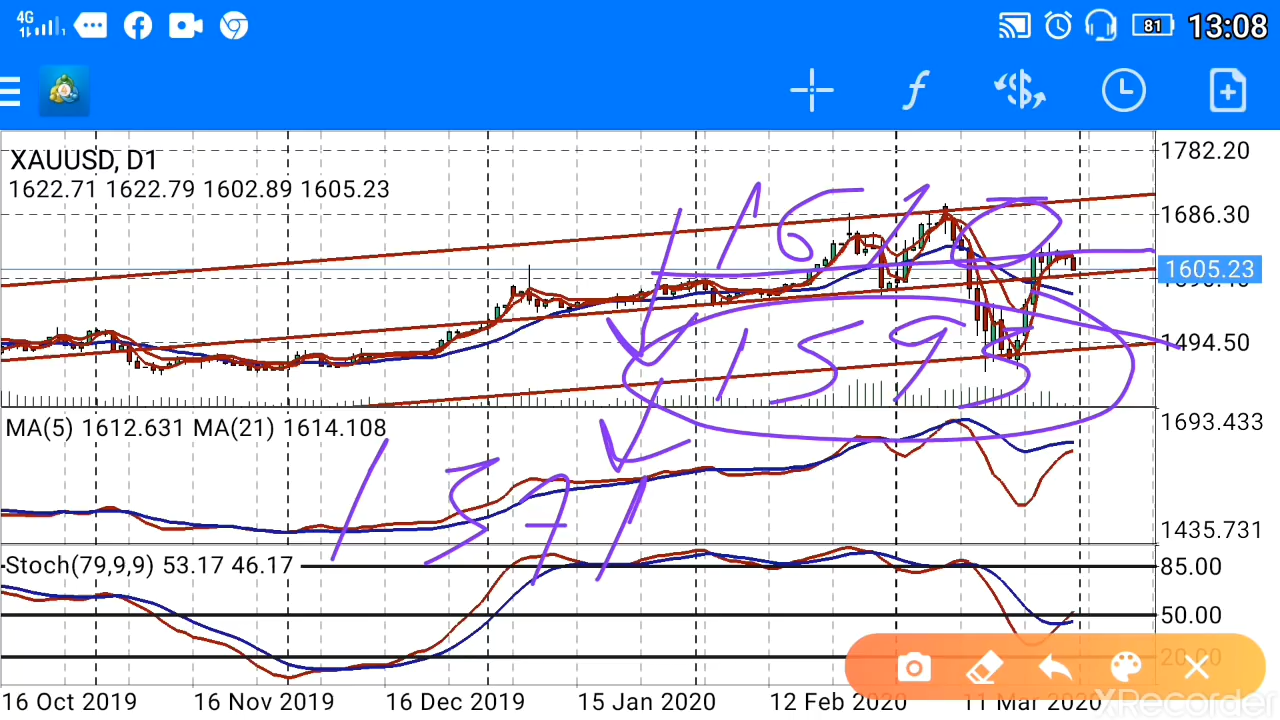 4G 81 13:08
XAUUSD, D1
1622.71 1622.79 1602.89 1605.23
1782.20
1686.30
1605.23
1494.50
1593
MA(5) 1612.631 MA(21) 1614.108
1693.433
1435.731
Stoch(79,9,9) 53.17 46.17
85.00
50.00
20.00
16 Oct 2019 16 Nov 2019 16 Dec 2019 15 Jan 2020 12 Feb 2020 11 Mar 2020
XRecorder